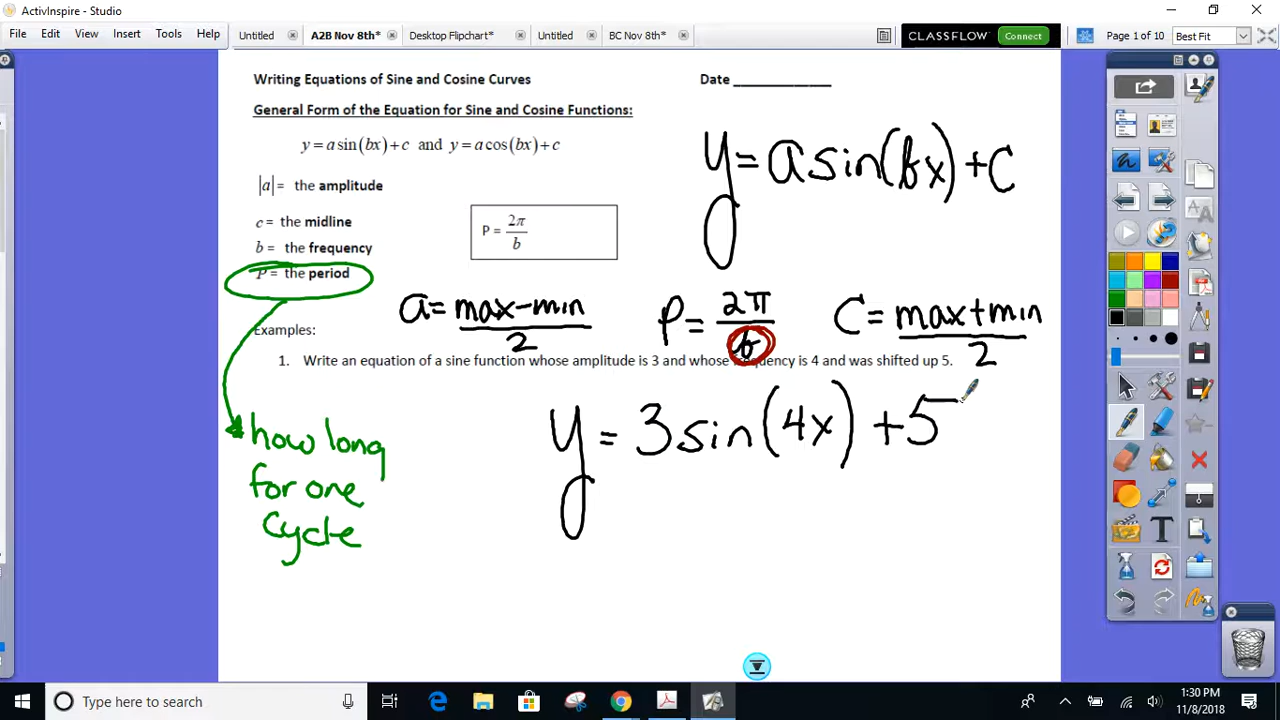 ActivInspire - Studio
File Edit View Insert Tools Help
Untitled A2B Nov 8th* Desktop Flipchart* Untitled BC Nov 8th*
CLASSFLOW Connect
Page 1 of 10 Best Fit
Writing Equations of Sine and Cosine Curves Date ______________
General Form of the Equation for Sine and Cosine Functions:
y = a sin(bx) + c and y = a cos(bx) + c
y = a sin(bx) + c
|a| = the amplitude
c = the midline
P = 2π/b
b = the frequency
P = the period
a = max-min/2
P = 2π/b
C = max+min/2
Examples:
1. Write an equation of a sine function whose amplitude is 3 and whose frequency is 4 and was shifted up 5.
y = 3sin(4x) + 5
how long
for one
cycle
Type here to search
1:30 PM
11/8/2018